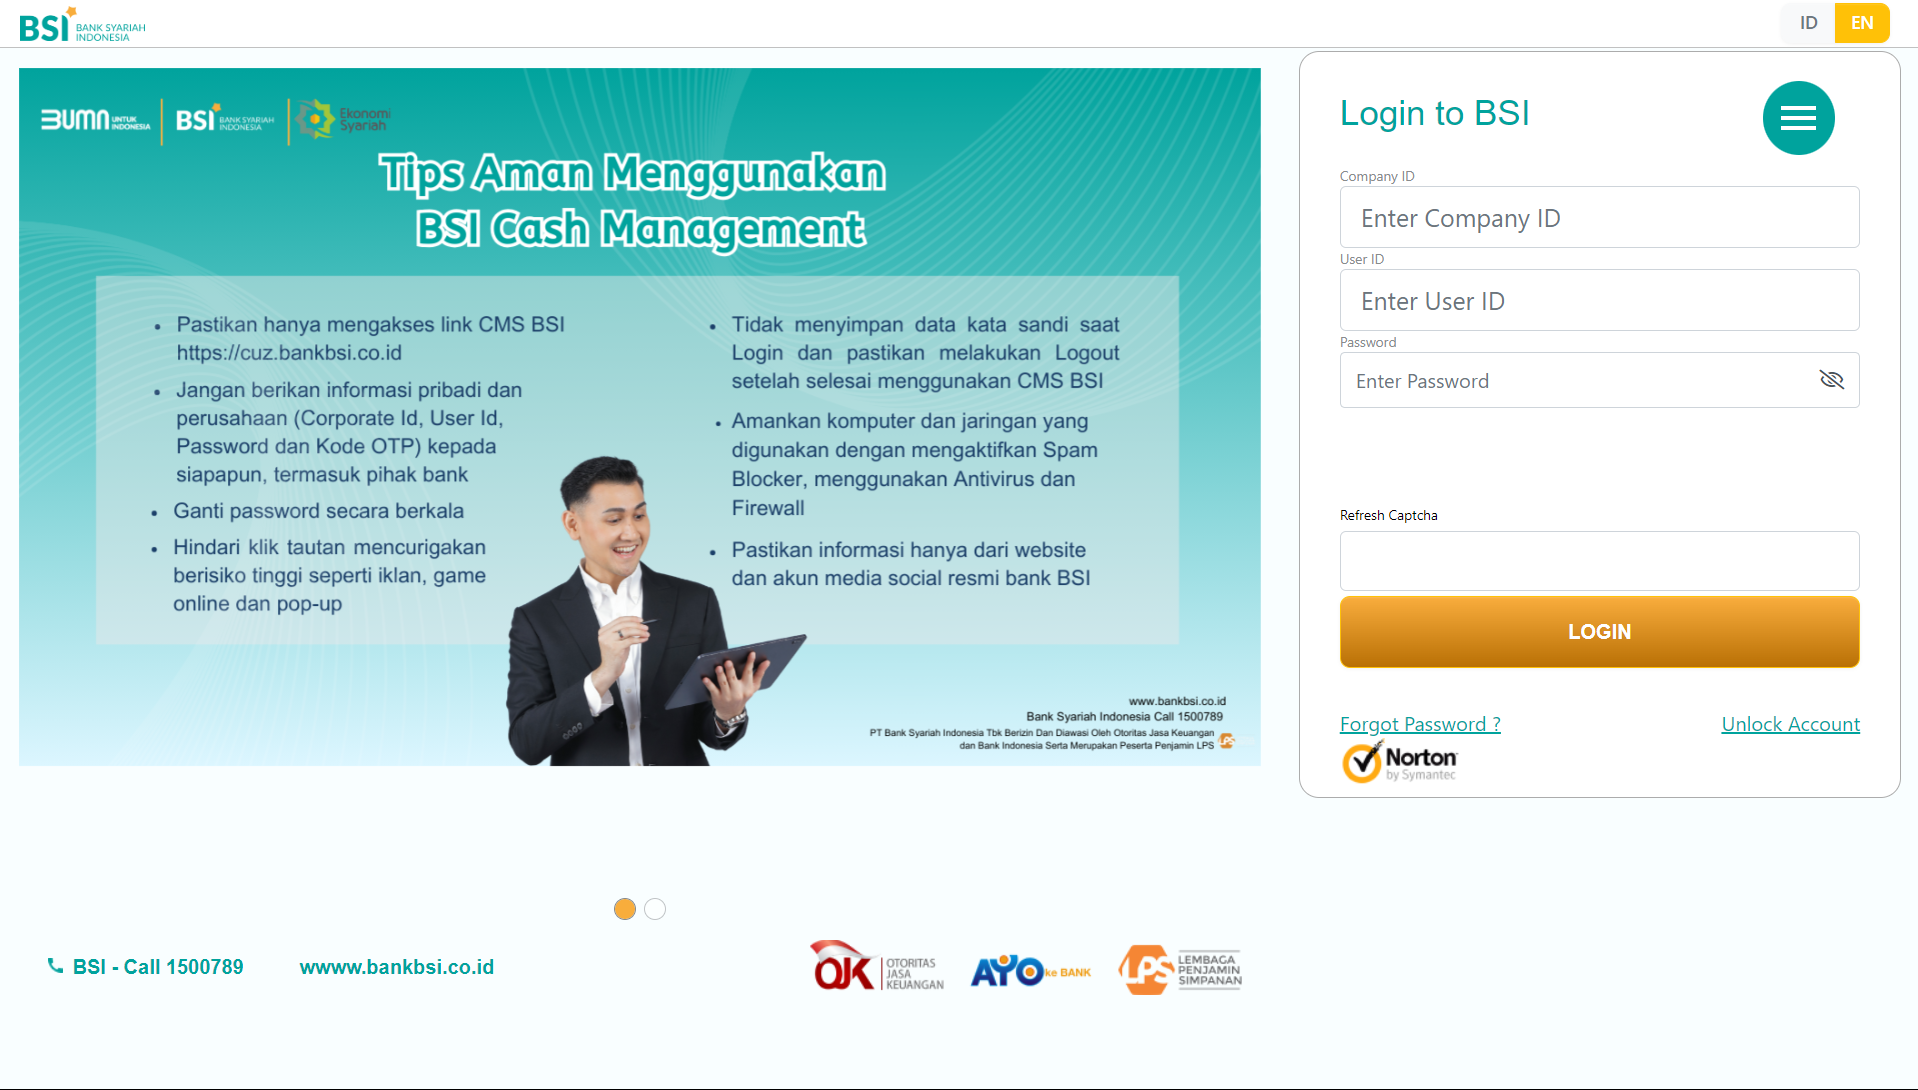 BSI BANK SYARIAH
INDONESIA
ID EN
BUMN UNTUK
INDONESIA
BSI BANK SYARIAH
INDONESIA
Ekonomi
Syariah
Tips Aman Menggunakan
BSI Cash Management
• Pastikan hanya mengakses link CMS BSI
https://cuz.bankbsi.co.id
• Jangan berikan informasi pribadi dan
perusahaan (Corporate Id, User Id,
Password dan Kode OTP) kepada
siapapun, termasuk pihak bank
• Ganti password secara berkala
• Hindari klik tautan mencurigakan
berisiko tinggi seperti iklan, game
online dan pop-up
• Tidak menyimpan data kata sandi saat
Login dan pastikan melakukan Logout
setelah selesai menggunakan CMS BSI
• Amankan komputer dan jaringan yang
digunakan dengan mengaktifkan Spam
Blocker, menggunakan Antivirus dan
Firewall
• Pastikan informasi hanya dari website
dan akun media social resmi bank BSI
www.bankbsi.co.id
Bank Syariah Indonesia Call 1500789
PT Bank Syariah Indonesia Tbk Berizin Dan Diawasi Oleh Otoritas Jasa Keuangan
dan Bank Indonesia Serta Merupakan Peserta Penjamin LPS
LPS
Login to BSI
Company ID
Enter Company ID
User ID
Enter User ID
Password
Enter Password
Refresh Captcha
LOGIN
Forgot Password ?
Unlock Account
Norton
by Symantec
BSI - Call 1500789
wwww.bankbsi.co.id
OJK OTORITAS
JASA
KEUANGAN
AYO ke BANK
LPS LEMBAGA
PENJAMIN
SIMPANAN